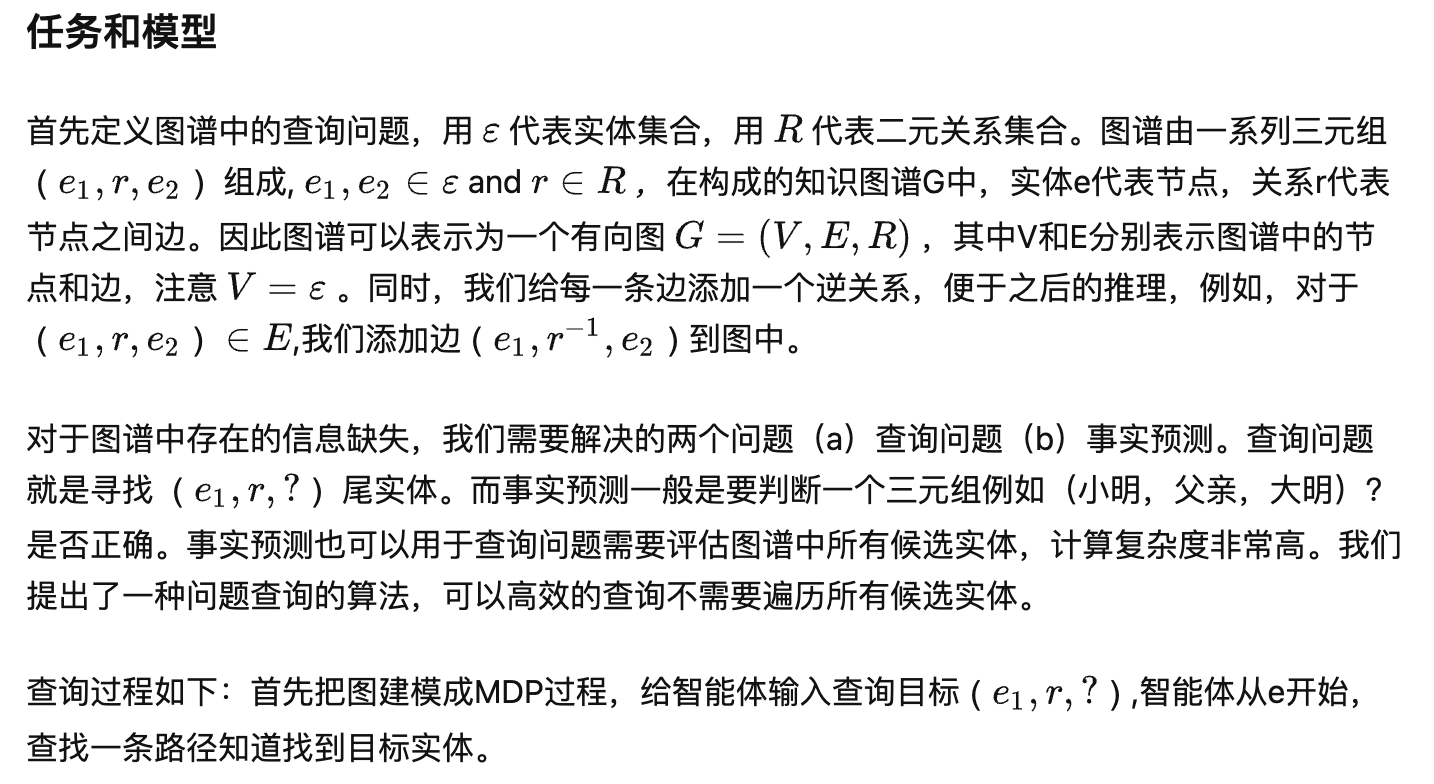 任务和模型
首先定义图谱中的查询问题，用 ε 代表实体集合，用 R 代表二元关系集合。图谱由一系列三元组
（ e₁, r, e₂ ）组成, e₁, e₂ ∈ ε and r ∈ R ，在构成的知识图谱G中，实体e代表节点，关系r代表
节点之间边。因此图谱可以表示为一个有向图 G = (V, E, R) ，其中V和E分别表示图谱中的节
点和边，注意 V = ε 。同时，我们给每一条边添加一个逆关系，便于之后的推理，例如，对于
（ e₁, r, e₂ ） ∈ E,我们添加边 ( e₁, r⁻¹, e₂ ) 到图中。
对于图谱中存在的信息缺失，我们需要解决的两个问题（a）查询问题（b）事实预测。查询问题
就是寻找（ e₁, r, ? ）尾实体。而事实预测一般是要判断一个三元组例如（小明，父亲，大明）?
是否正确。事实预测也可以用于查询问题需要评估图谱中所有候选实体，计算复杂度非常高。我们
提出了一种问题查询的算法，可以高效的查询不需要遍历所有候选实体。
查询过程如下：首先把图建模成MDP过程，给智能体输入查询目标 ( e₁, r, ? ) ,智能体从e开始，
查找一条路径知道找到目标实体。